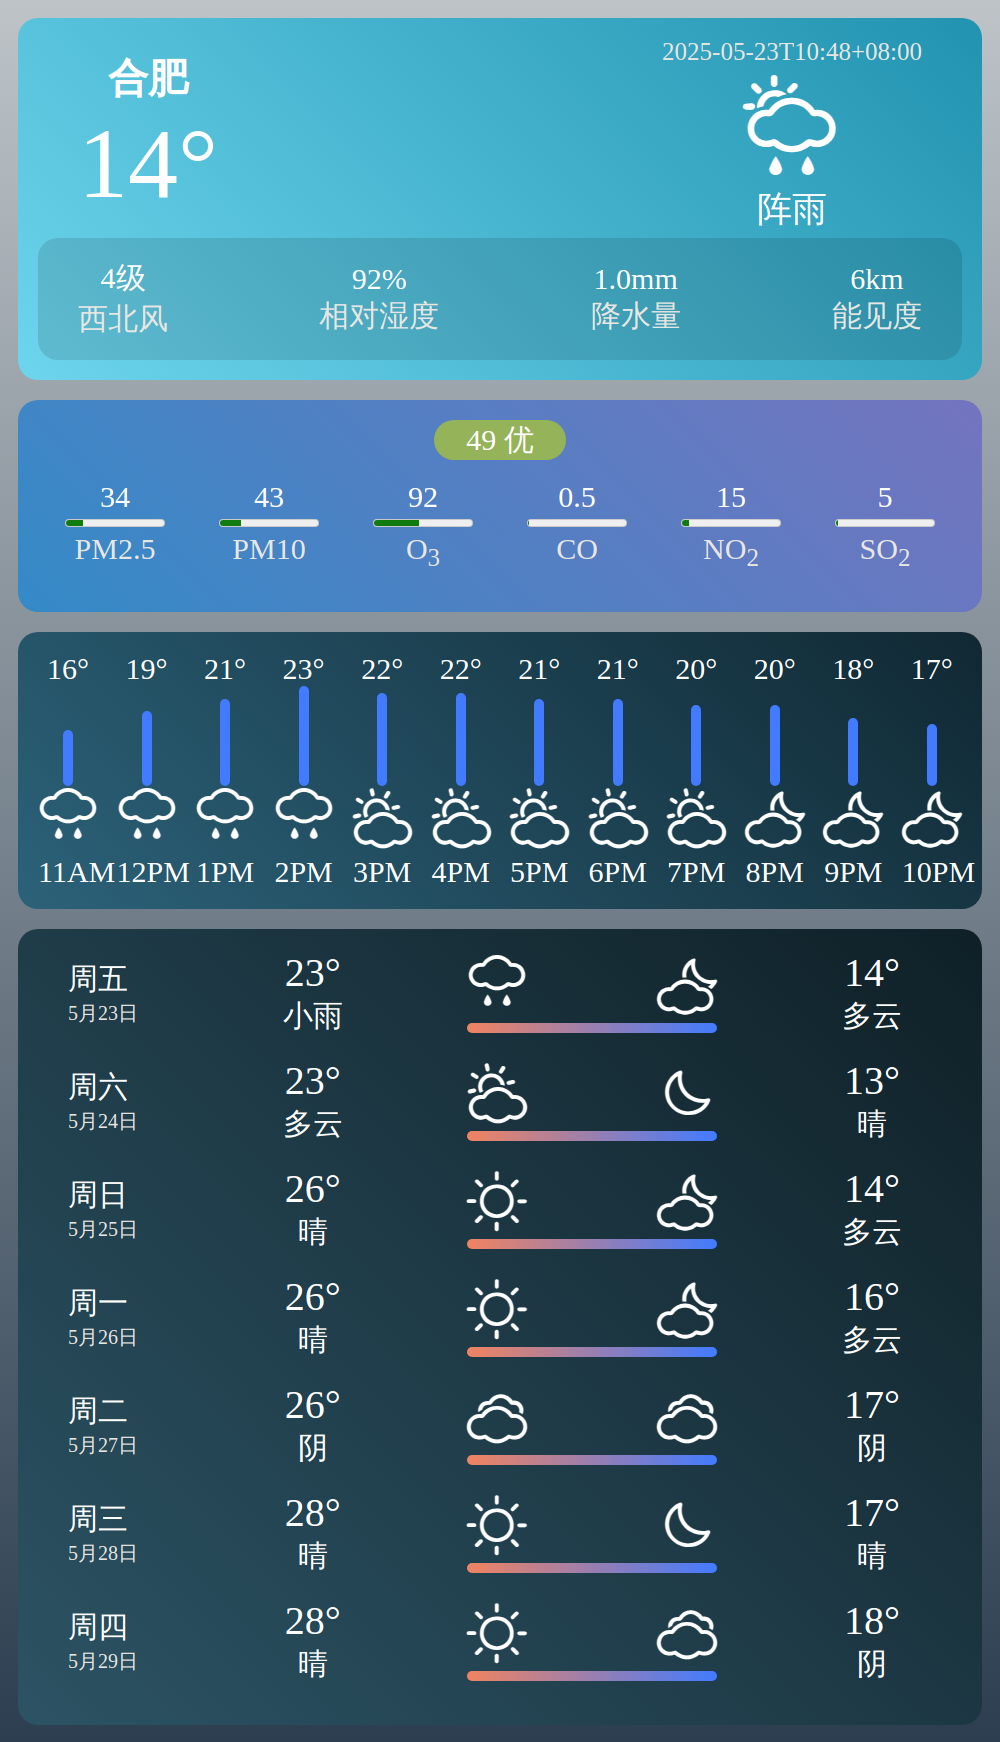 合肥
2025-05-23T10:48+08:00
14°
阵雨
4级 92% 1.0mm 6km
西北风 相对湿度 降水量 能见度
49 优
34 43 92 0.5 15 5
PM2.5 PM10 O3 CO NO2 SO2
16° 19° 21° 23° 22° 22° 21° 21° 20° 20° 18° 17°
11AM 12PM 1PM 2PM 3PM 4PM 5PM 6PM 7PM 8PM 9PM 10PM
周五 23° 14°
5月23日 小雨 多云
周六 23° 13°
5月24日 多云 晴
周日 26° 14°
5月25日 晴 多云
周一 26° 16°
5月26日 晴 多云
周二 26° 17°
5月27日 阴 阴
周三 28° 17°
5月28日 晴 晴
周四 28° 18°
5月29日 晴 阴